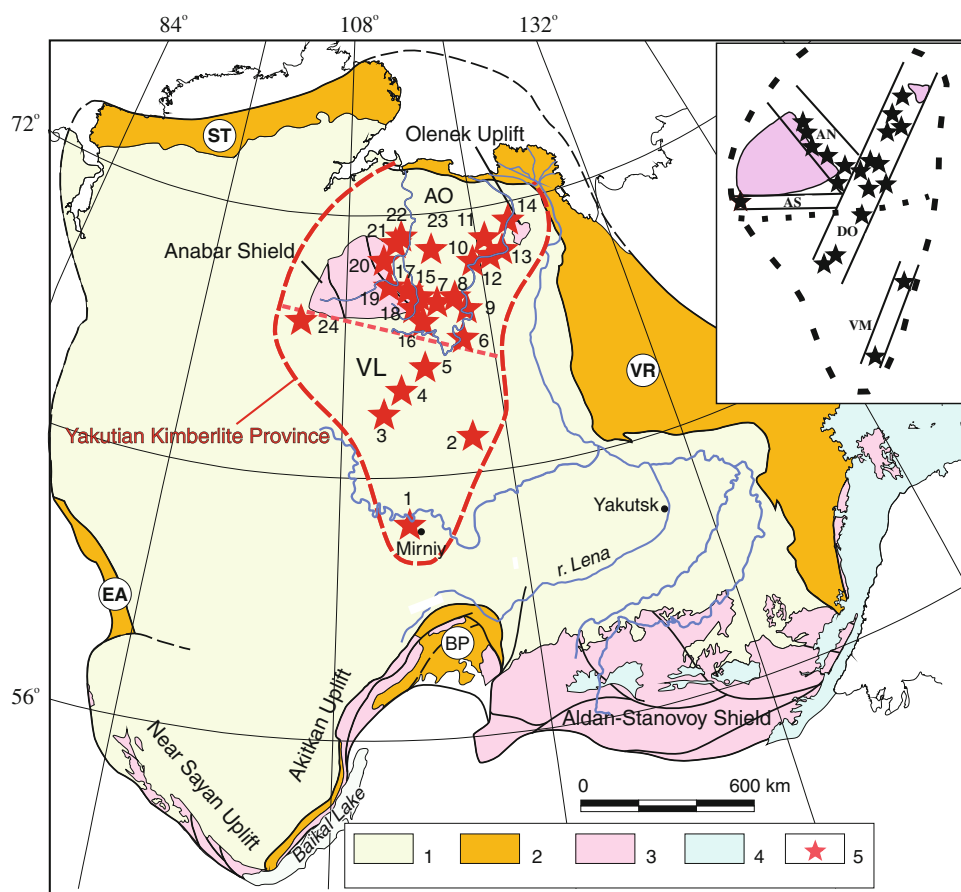 84°
108°
132°
72°
56°
ST
Olenek Uplift
AO
Anabar Shield
22
23
11
14
21
10
13
20
12
17
15
7
8
19
18
9
24
16
6
VL
5
4
3
2
Yakutian Kimberlite Province
1
Mirniy
Yakutsk
r. Lena
VR
EA
BP
Akitkan Uplift
Near Sayan Uplift
Baikal Lake
Aldan-Stanovoy Shield
0 600 km
AN
AS
DO
VM
1 2 3 4 5